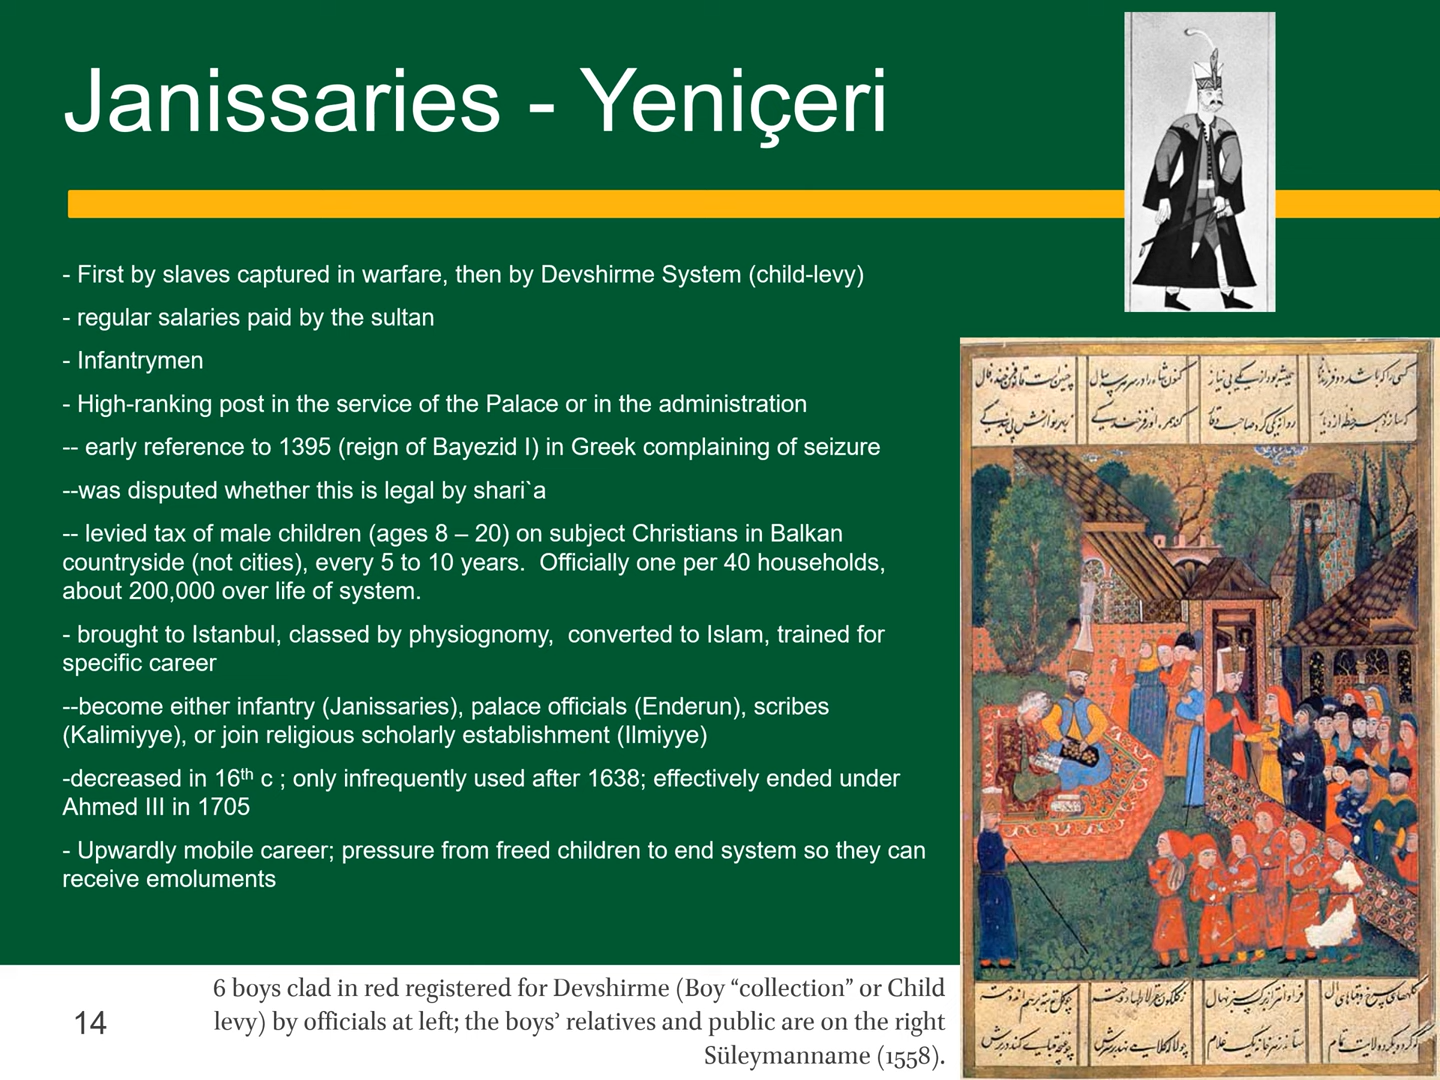 Janissaries - Yeniçeri
- First by slaves captured in warfare, then by Devshirme System (child-levy)
- regular salaries paid by the sultan
- Infantrymen
- High-ranking post in the service of the Palace or in the administration
-- early reference to 1395 (reign of Bayezid I) in Greek complaining of seizure
--was disputed whether this is legal by shari`a
-- levied tax of male children (ages 8 – 20) on subject Christians in Balkan
countryside (not cities), every 5 to 10 years.  Officially one per 40 households,
about 200,000 over life of system.
- brought to Istanbul, classed by physiognomy,  converted to Islam, trained for
specific career
--become either infantry (Janissaries), palace officials (Enderun), scribes
(Kalimiyye), or join religious scholarly establishment (Ilmiyye)
-decreased in 16th c ; only infrequently used after 1638; effectively ended under
Ahmed III in 1705
- Upwardly mobile career; pressure from freed children to end system so they can
receive emoluments
6 boys clad in red registered for Devshirme (Boy “collection” or Child
levy) by officials at left; the boys’ relatives and public are on the right
Süleymanname (1558).
14